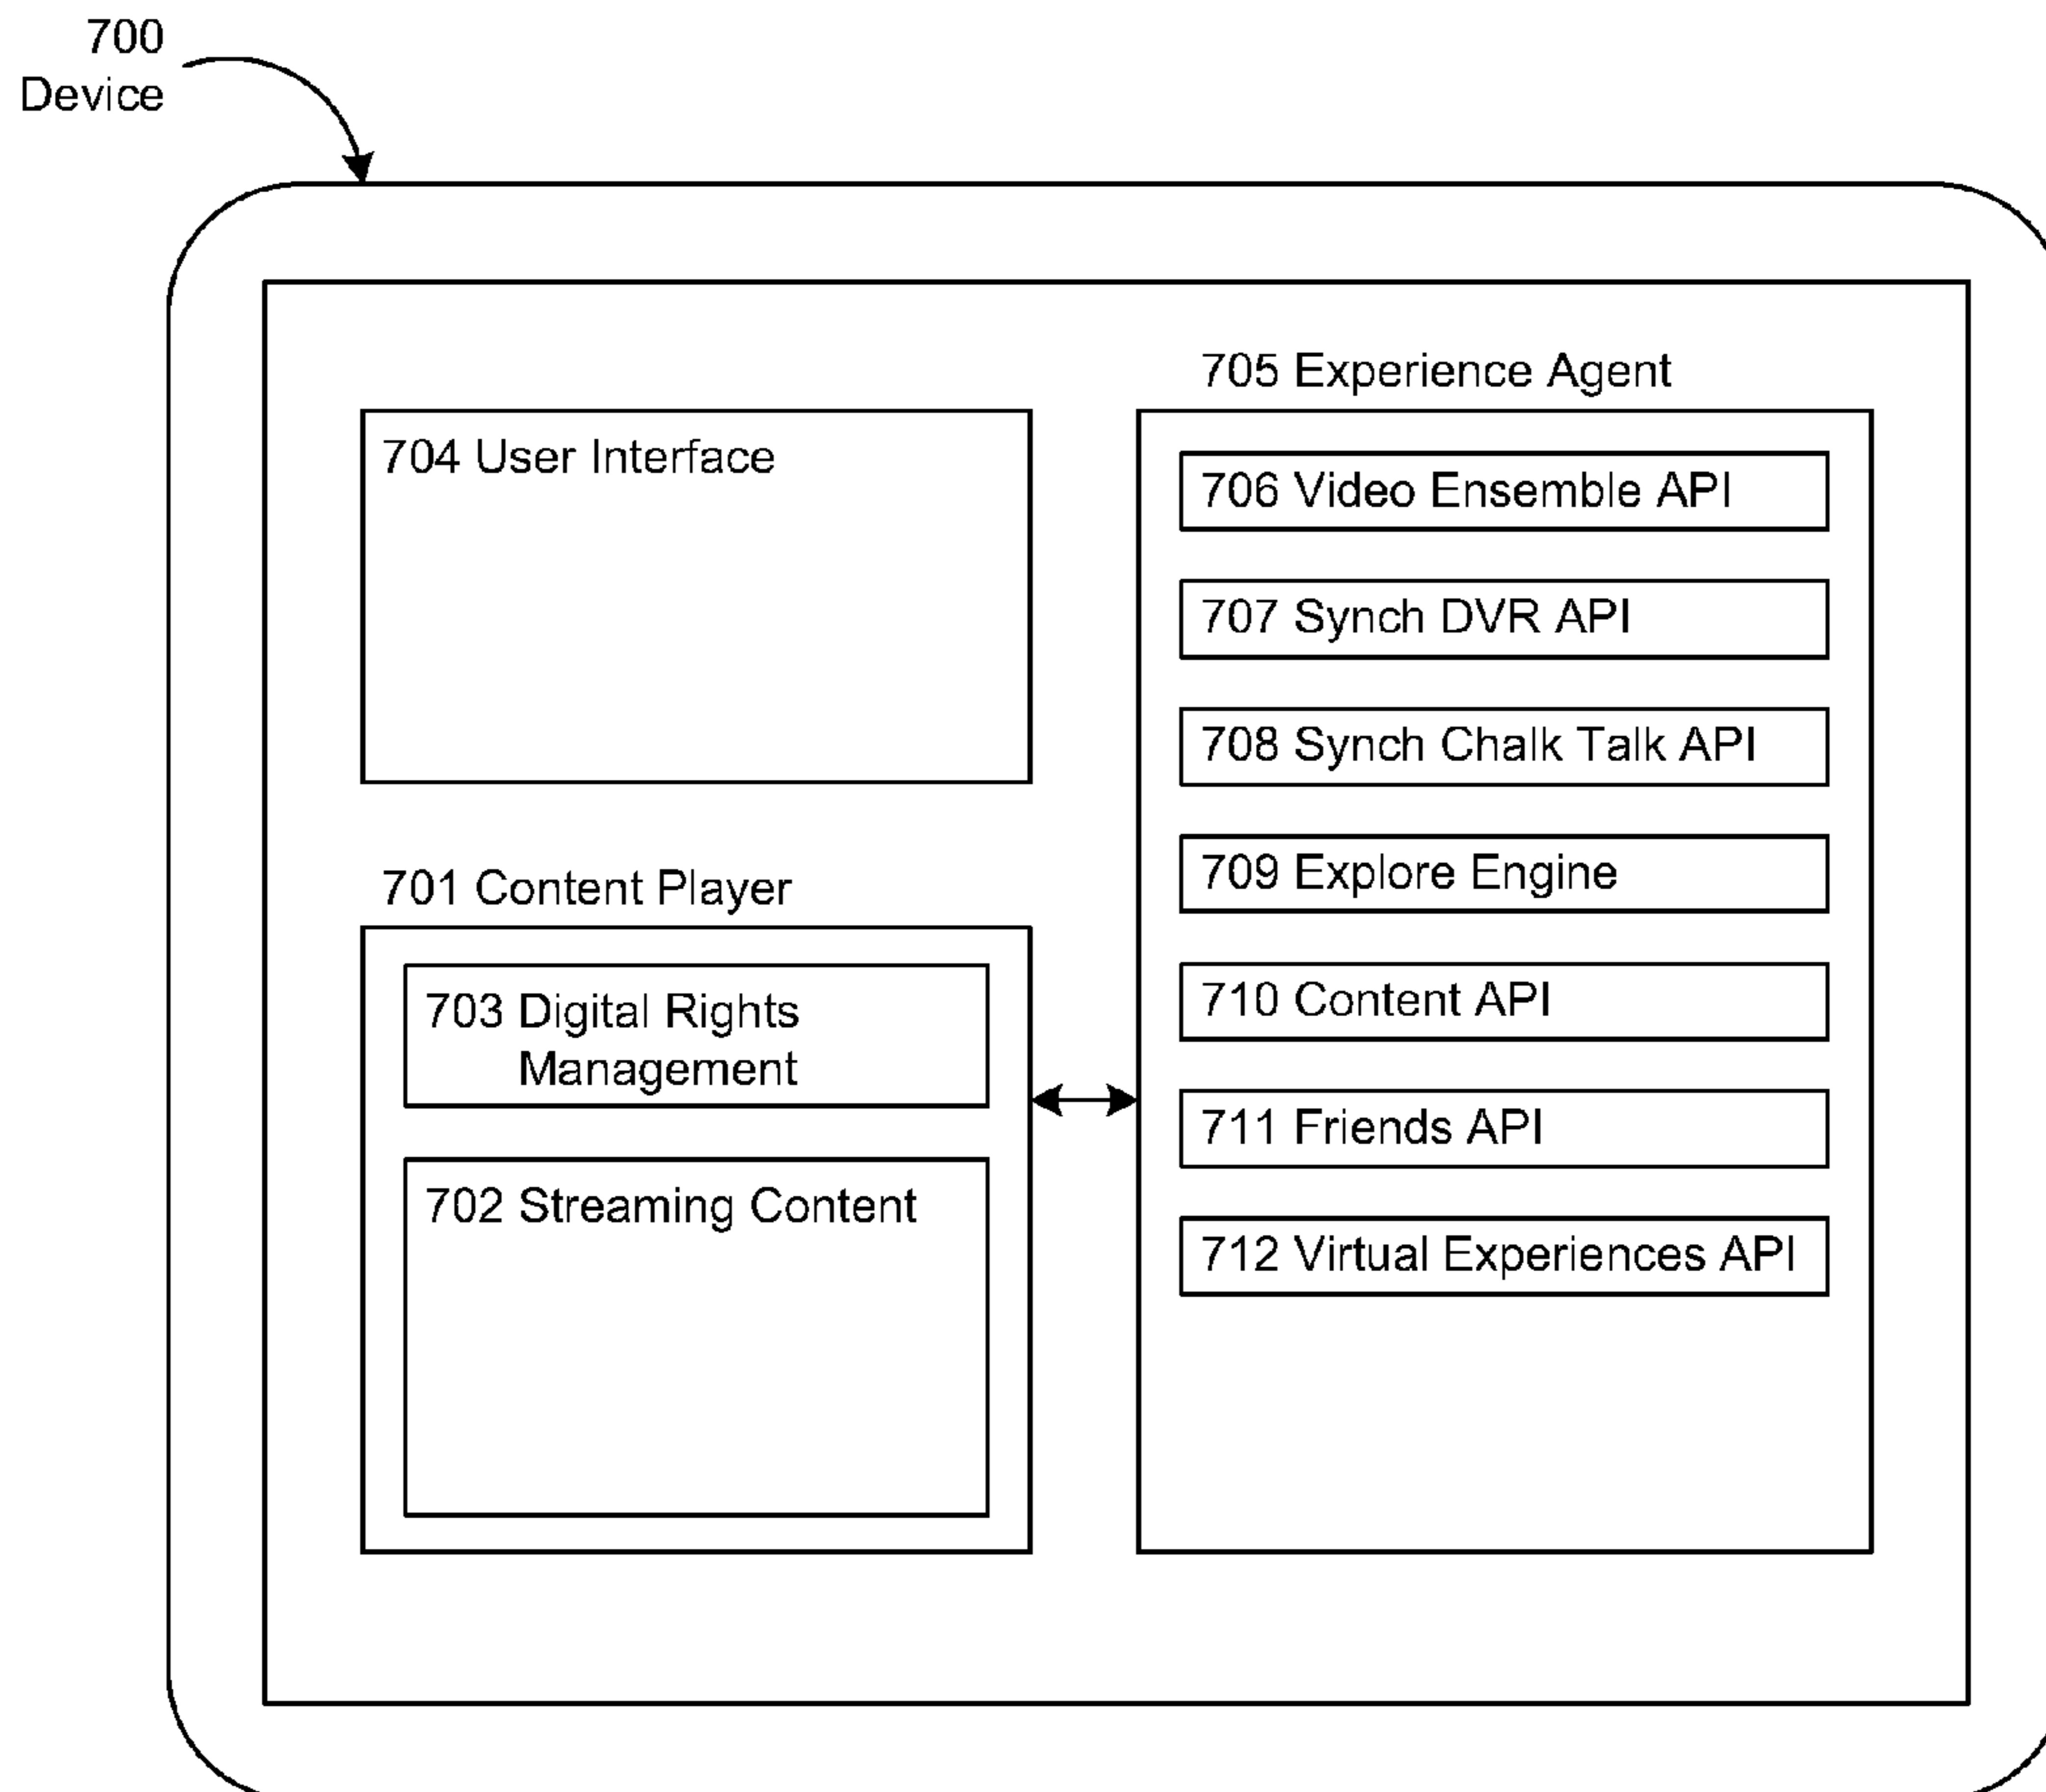 700
Device
704 User Interface
701 Content Player
703 Digital Rights
Management
702 Streaming Content
705 Experience Agent
706 Video Ensemble API
707 Synch DVR API
708 Synch Chalk Talk API
709 Explore Engine
710 Content API
711 Friends API
712 Virtual Experiences API